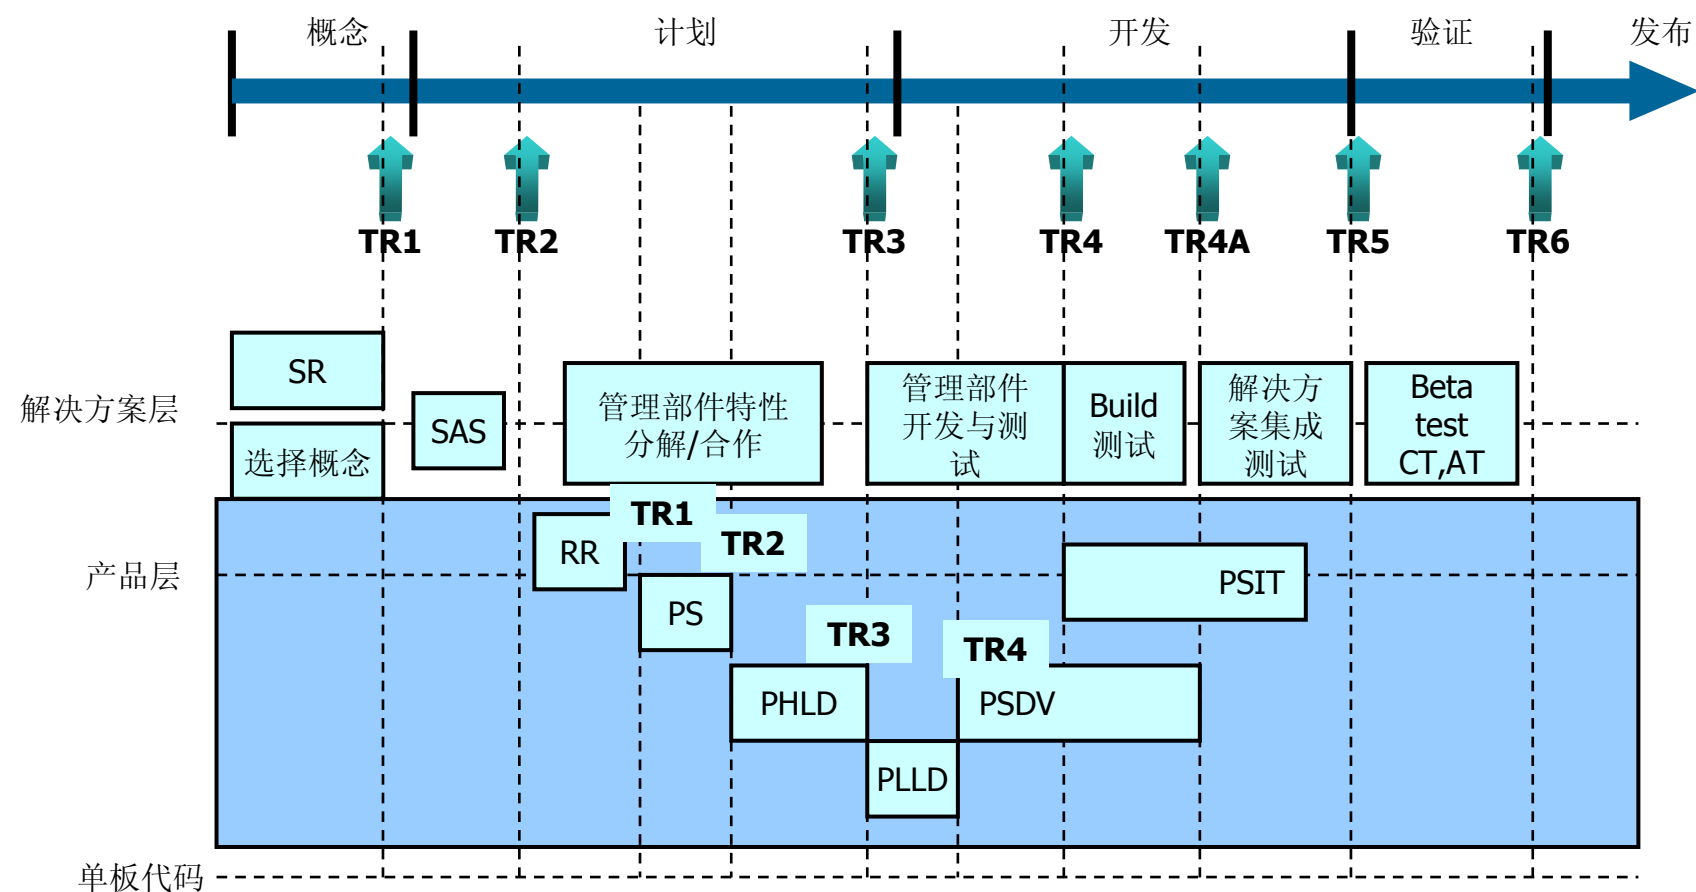 概念
计划
开发
验证
发布
TR1
TR2
TR3
TR4
TR4A
TR5
TR6
解决方案层
SR
选择概念
SAS
管理部件特性
分解/合作
管理部件
开发与测
试
Build
测试
解决方
案集成
测试
Beta
test
CT,AT
产品层
RR
TR1
TR2
PS
TR3
TR4
PSIT
PHLD
PSDV
PLLD
单板代码